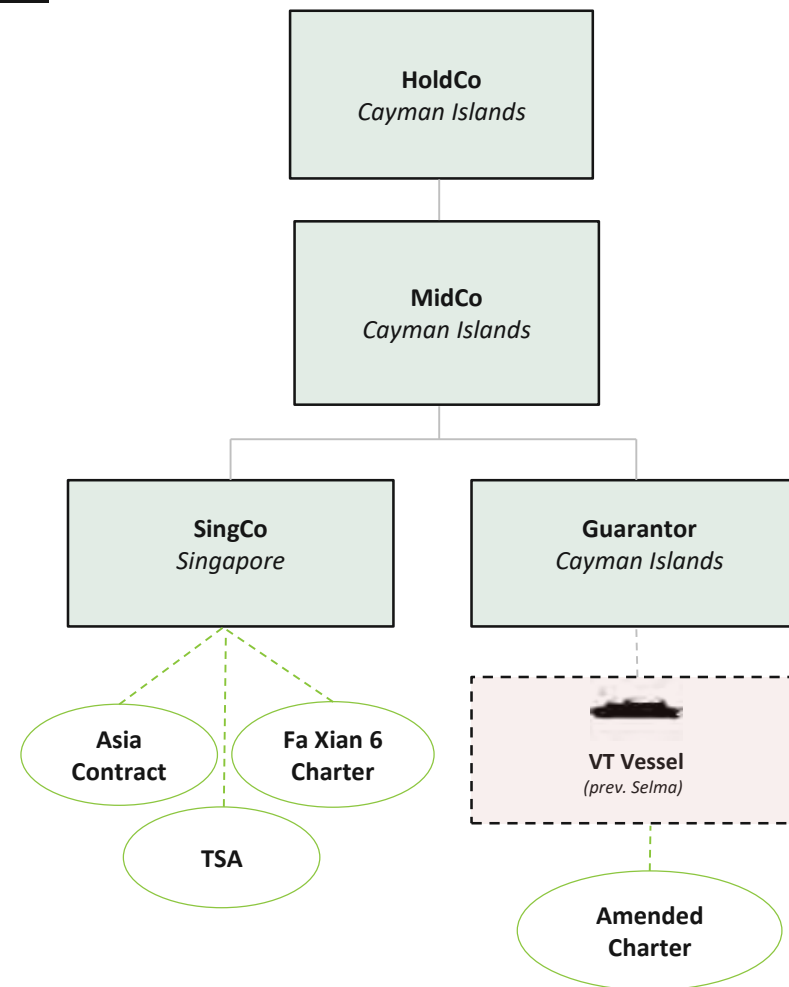 HoldCo
Cayman Islands
MidCo
Cayman Islands
SingCo
Singapore
Guarantor
Cayman Islands
Asia
Contract
Fa Xian 6
Charter
TSA
VT Vessel
(prev. Selma)
Amended
Charter